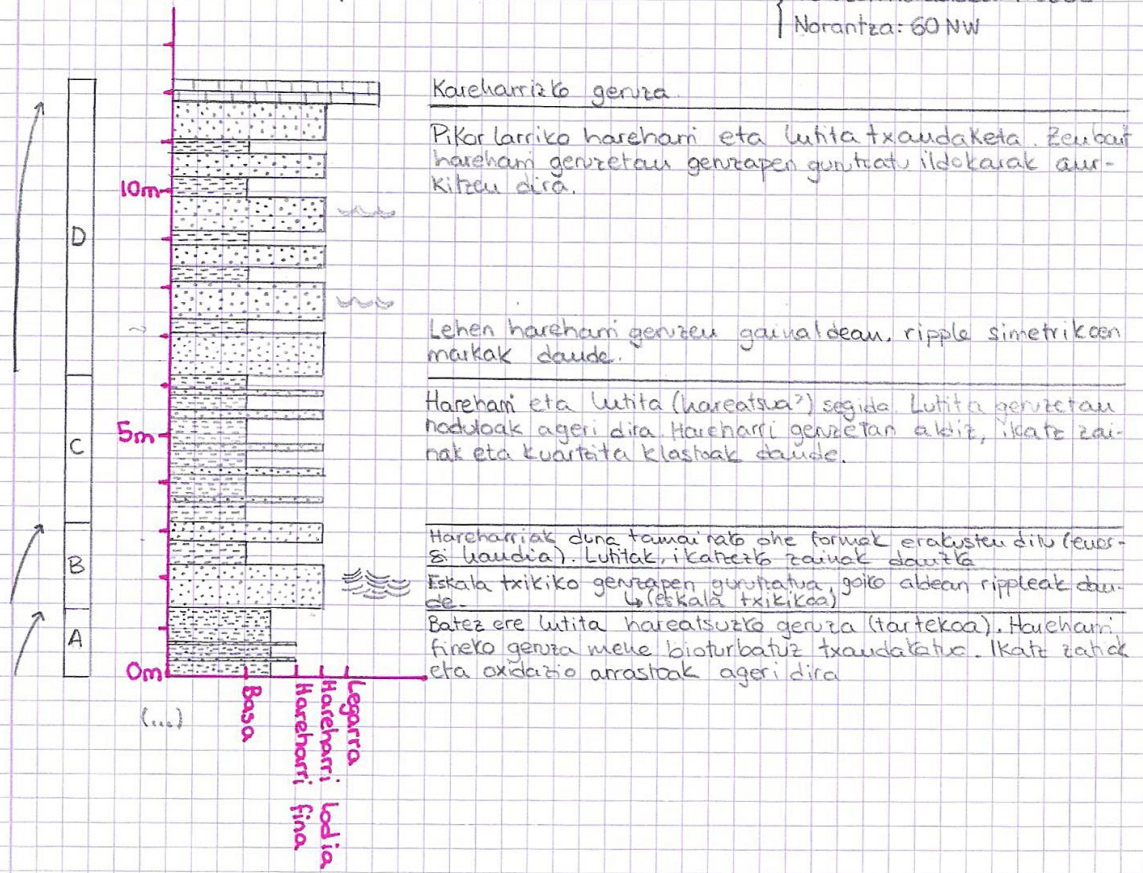 Norantza: 60 NW
Kareharrizko geruza
Pikor larriko hareharri eta lutita txandaketa. Zenbait
hareharri geruzetan geruzapen gurutzatu ildokarak aur-
kitzen dira.
10m
D
Lehen hareharri geruzen gainaldean, ripple simetrikoen
markak daude.
Hareharri eta lutita (hareatsua?) segida. Lutita geruzetan
noduloak ageri dira. Hareharri geruzetan aldiz, ikatz zai-
nak eta kuartzita klastoak daude.
5m
C
Hareharriak duna tamainako ohe formak erakusten ditu (ener-
gi handia). Lutitak, ikatzezko zainak dauzka
B
Eskala txikiko geruzapen gurutzatua, goiko aldean rippleak dau-
de. ↳(eskala txikikoa)
Batez ere lutita hareatsuzko geruza (tartekoa). Hareharri
fineko geruza mehe bioturbatuz txandakatua. Ikatz zatiak
eta oxidazio arrastoak ageri dira
A
0m
(...)
Basa
Hareharri fina
Hareharri lodia
Legarra